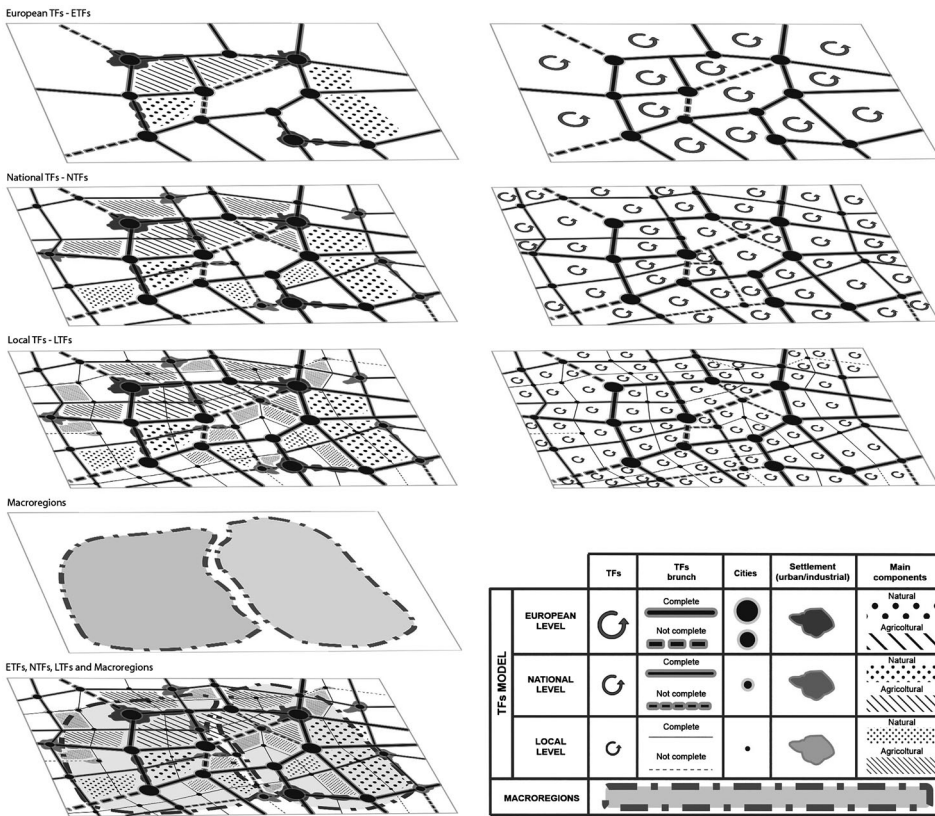 European TFs - ETFs
National TFs - NTFs
Local TFs - LTFs
Macroregions
ETFs, NTFs, LTFs and Macroregions
TFs
TFs
brunch
Cities
Settlement
(urban/industrial)
Main
components
TFs MODEL
EUROPEAN
LEVEL
Complete
Not complete
Natural
Agricoltural
NATIONAL
LEVEL
Complete
Not complete
Natural
Agricoltural
LOCAL
LEVEL
Complete
Not complete
Natural
Agricoltural
MACROREGIONS